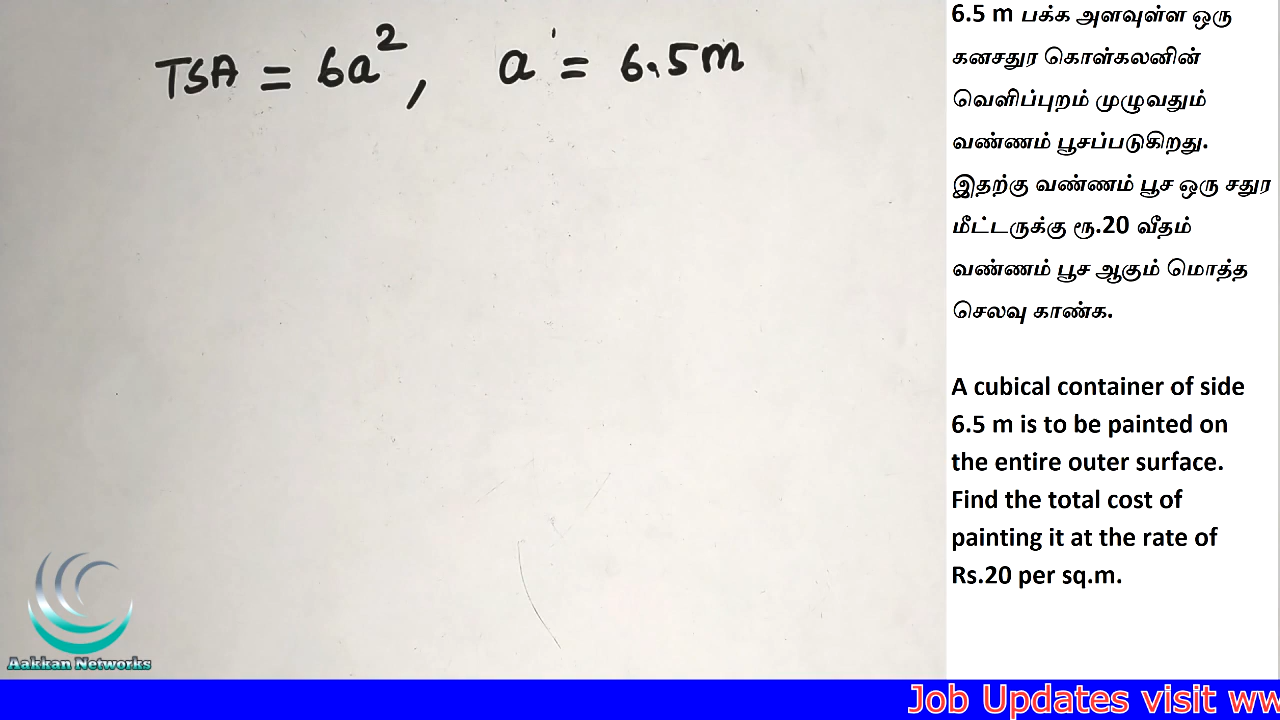 TSA = 6a², a = 6.5m
6.5 m பக்க அளவுள்ள ஒரு
கனசதுர கொள்கலனின்
வெளிப்புறம் முழுவதும்
வண்ணம் பூசப்படுகிறது.
இதற்கு வண்ணம் பூச ஒரு சதுர
மீட்டருக்கு ரூ.20 வீதம்
வண்ணம் பூச ஆகும் மொத்த
செலவு காண்க.
A cubical container of side
6.5 m is to be painted on
the entire outer surface.
Find the total cost of
painting it at the rate of
Rs.20 per sq.m.
Aakkan Networks
Job Updates visit ww